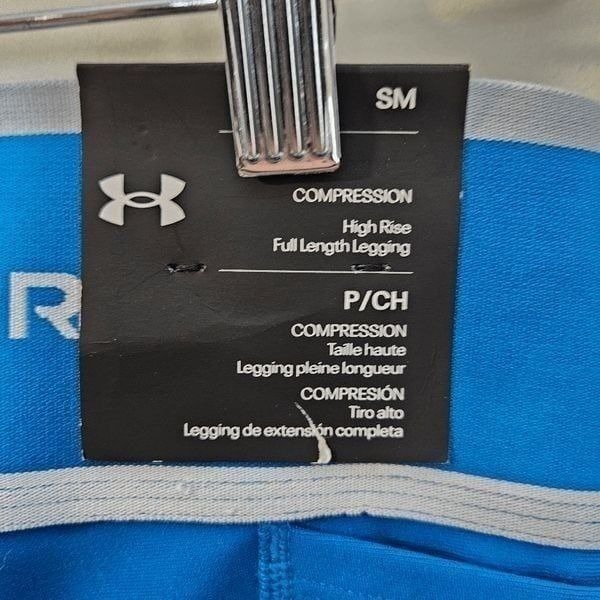 SM
COMPRESSION
High Rise
Full Length Legging
R
P/CH
COMPRESSION
Taille haute
Legging pleine longueur
COMPRESIÓN
Tiro alto
Legging de extensión completa